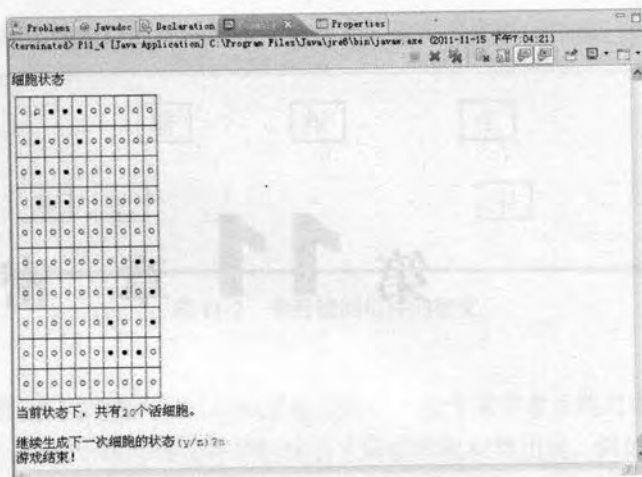 Problems @ Javadoc Declaration Properties
<terminated> P11_4 [Java Application] C:\Program Files\Java\jre6\bin\javaw.exe (2011-11-15 下午7:04:21)
细胞状态
当前状态下，共有20个活细胞。
继续生成下一次细胞的状态(y/n)?n
游戏结束！